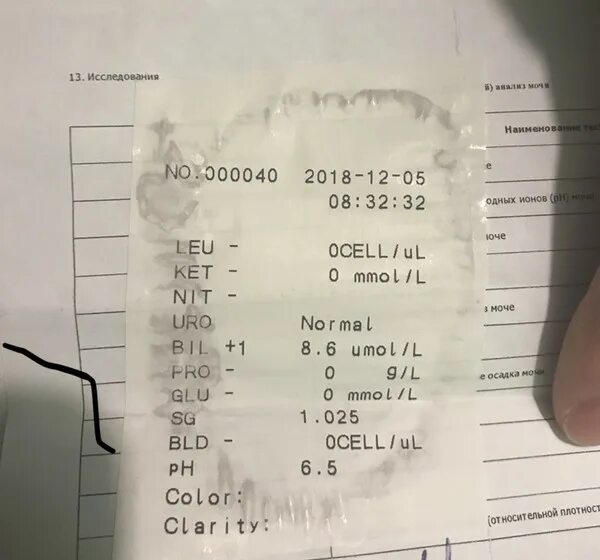 13. Исследования
й) анализ мочи
Наименование тес
е
одных ионов (pH) мочи
моче
в моче
е осадка мочи
(относительной плотност
NO.000040 2018-12-05
08:32:32
LEU - 0CELL/uL
KET - 0 mmol/L
NIT -
URO Normal
BIL +1 8.6 umol/L
PRO - 0 g/L
GLU - 0 mmol/L
SG 1.025
BLD - 0CELL/uL
pH 6.5
Color:
Clarity: